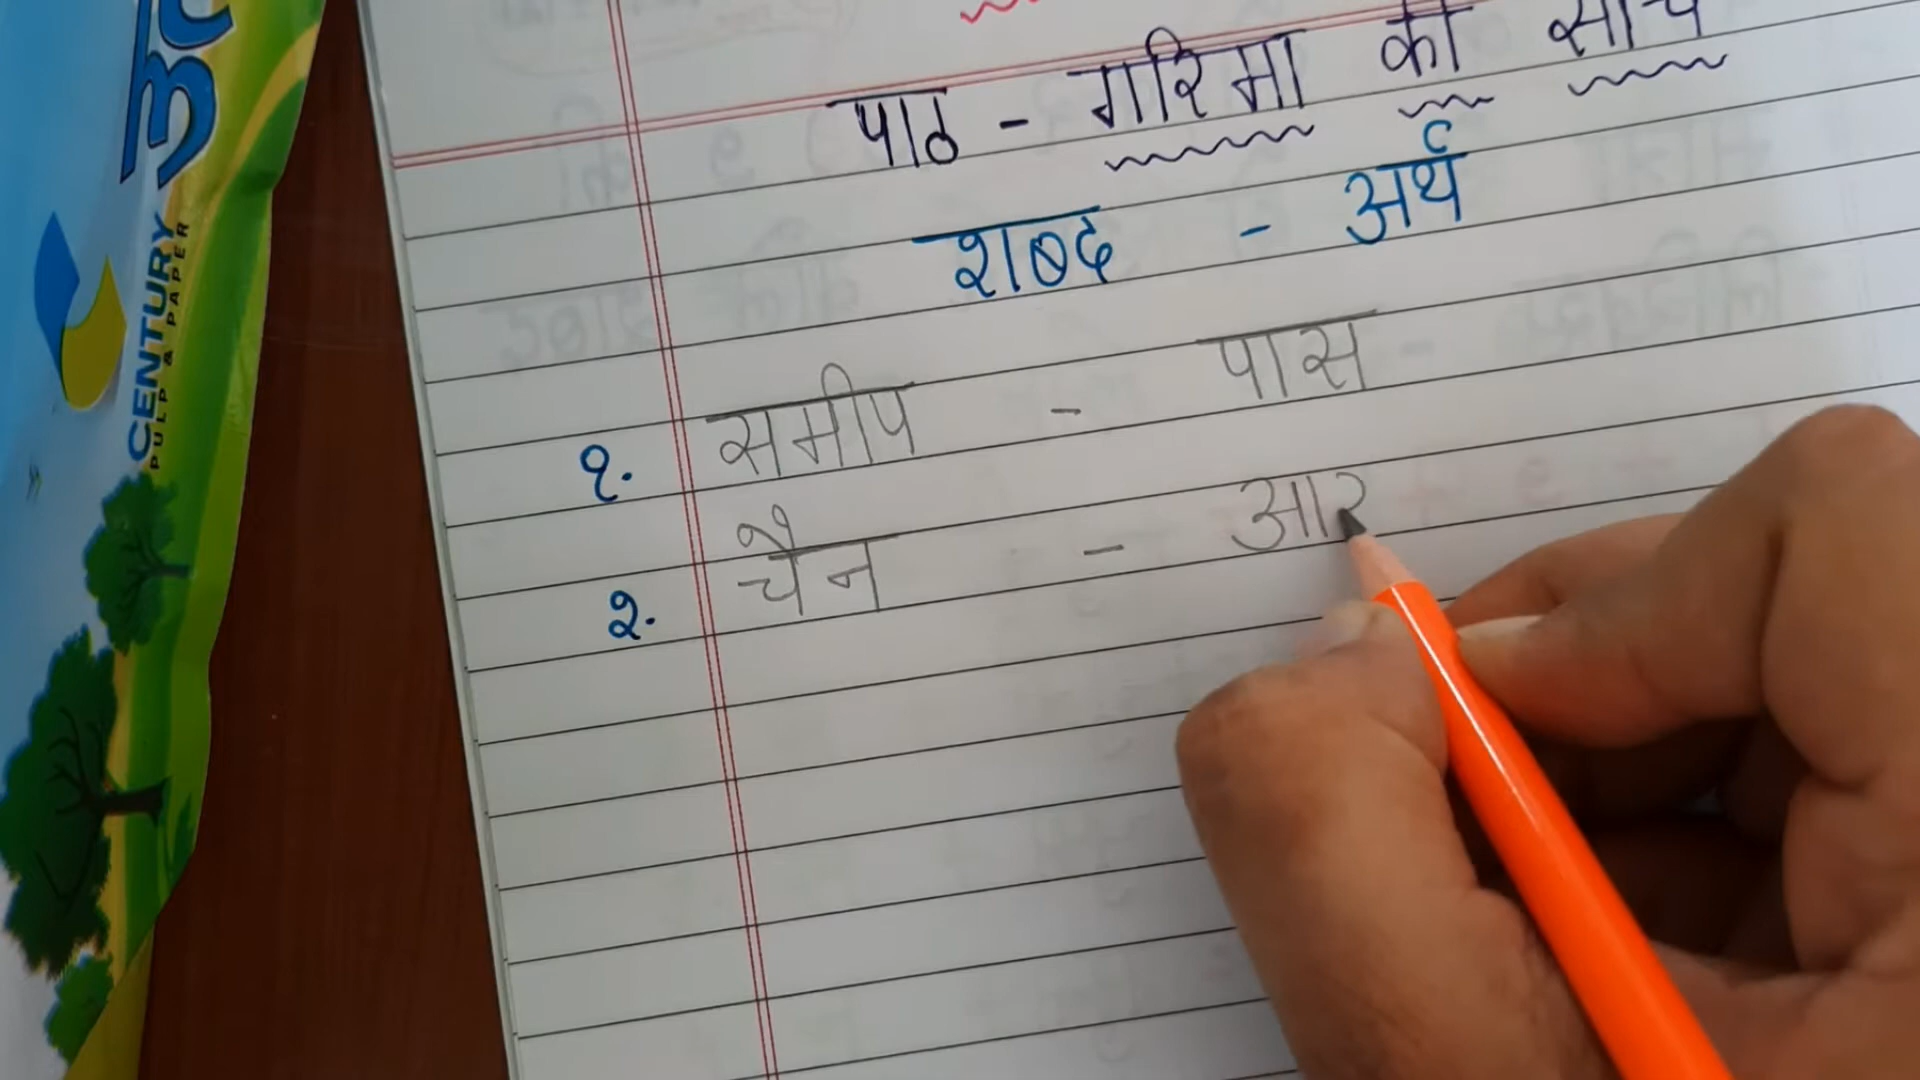 पाठ - गरिमा की सोच
शब्द - अर्थ
१. समीप - पास
२. चैन - आर
CENTURY
PULP & PAPER